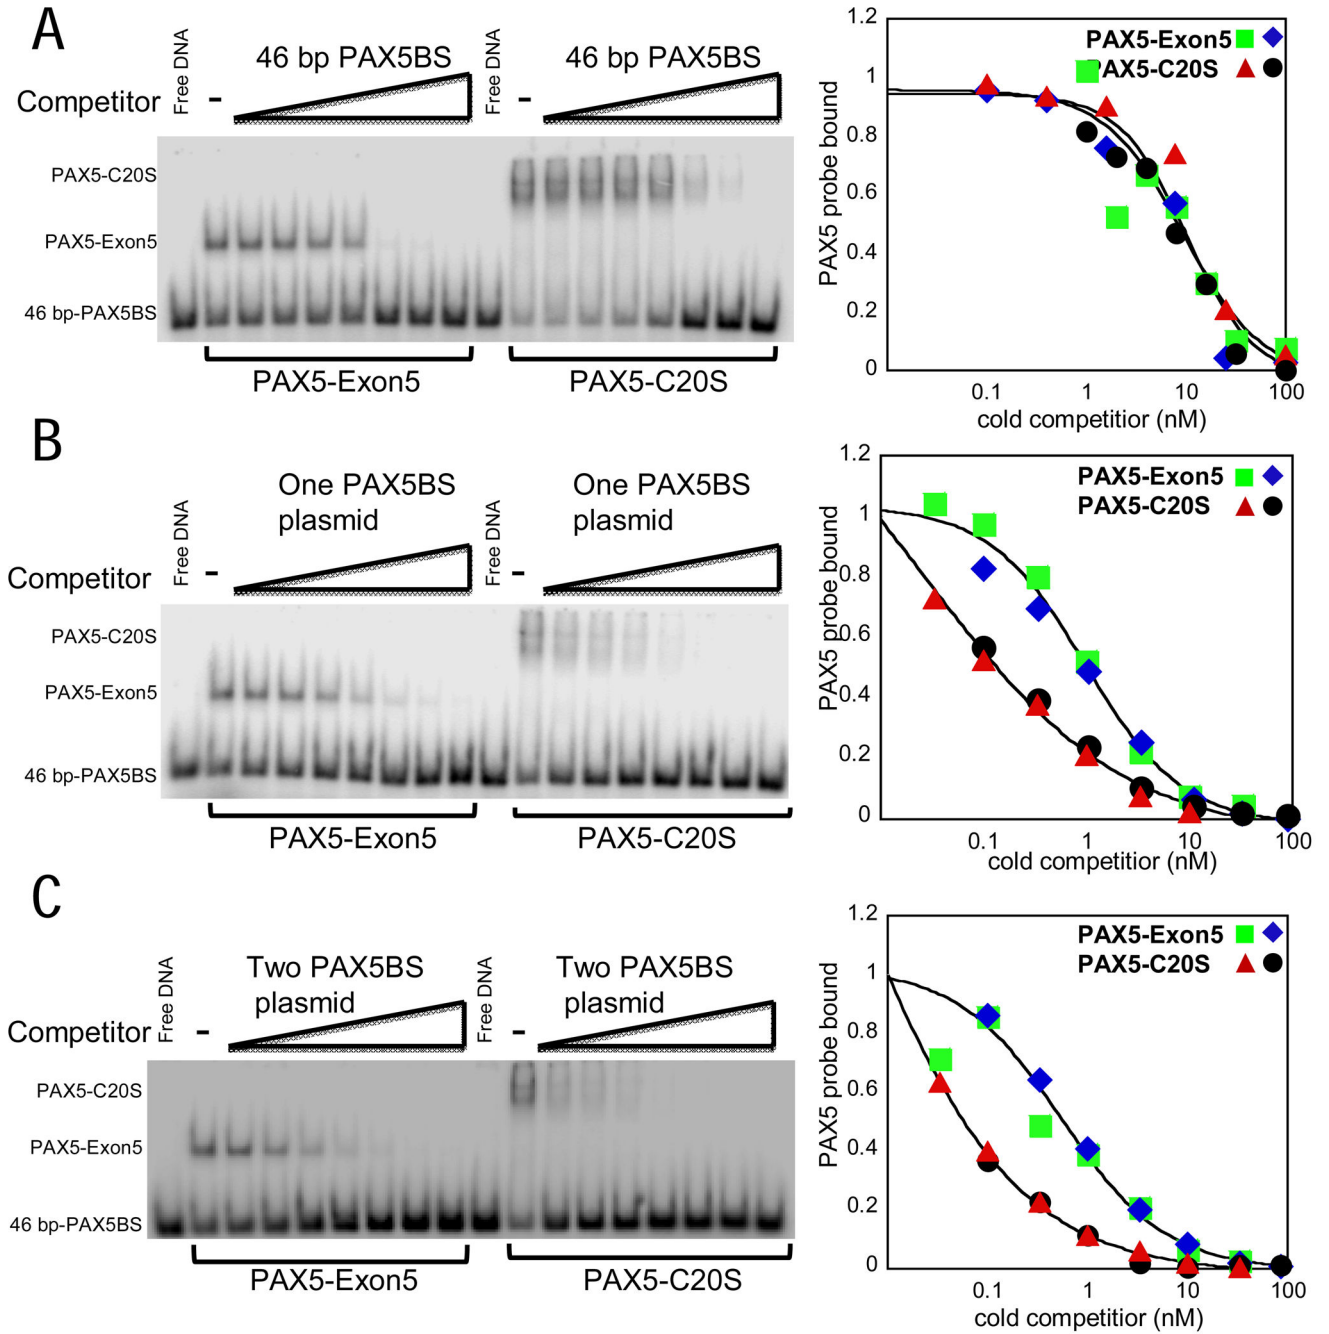 A
Free DNA
46 bp PAX5BS
Free DNA
46 bp PAX5BS
Competitor
-
-
PAX5-C20S
PAX5-Exon5
46 bp-PAX5BS
PAX5-Exon5
PAX5-C20S
PAX5-Exon5
PAX5-C20S
PAX5 probe bound
1.2
1
0.8
0.6
0.4
0.2
0
0.1 1 10 100
cold competitior (nM)
B
Free DNA
One PAX5BS
plasmid
Free DNA
One PAX5BS
plasmid
Competitor
-
-
PAX5-C20S
PAX5-Exon5
46 bp-PAX5BS
PAX5-Exon5
PAX5-C20S
PAX5-Exon5
PAX5-C20S
PAX5 probe bound
1.2
1
0.8
0.6
0.4
0.2
0
0.1 1 10 100
cold competitior (nM)
C
Free DNA
Two PAX5BS
plasmid
Free DNA
Two PAX5BS
plasmid
Competitor
-
-
PAX5-C20S
PAX5-Exon5
46 bp-PAX5BS
PAX5-Exon5
PAX5-C20S
PAX5-Exon5
PAX5-C20S
PAX5 probe bound
1.2
1
0.8
0.6
0.4
0.2
0
0.1 1 10 100
cold competitior (nM)